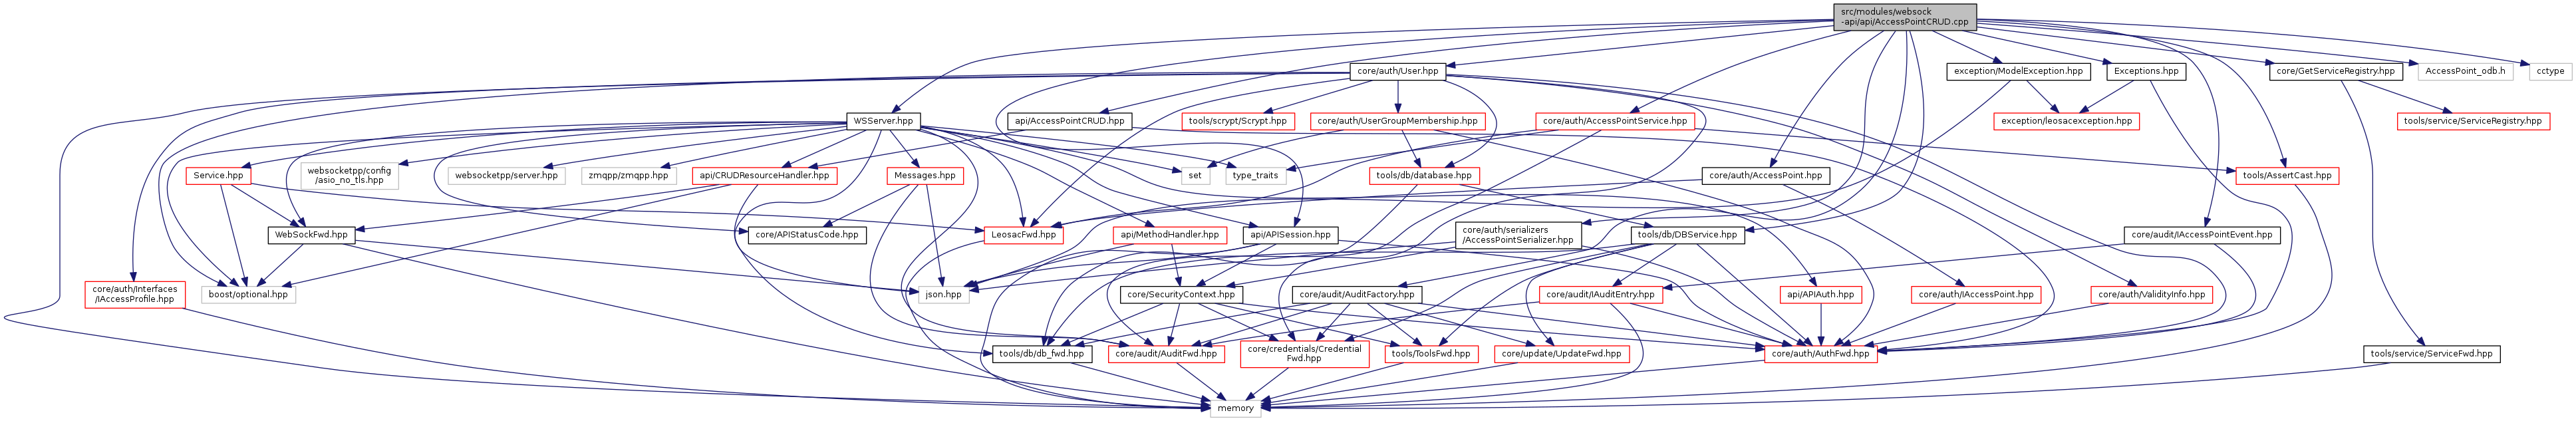 src/modules/websock
-api/api/AccessPointCRUD.cpp
core/auth/User.hpp
exception/ModelException.hpp
Exceptions.hpp
core/GetServiceRegistry.hpp
AccessPoint_odb.h
cctype
WSServer.hpp
api/AccessPointCRUD.hpp
tools/scrypt/Scrypt.hpp
core/auth/UserGroupMembership.hpp
core/auth/AccessPointService.hpp
exception/leosacexception.hpp
tools/service/ServiceRegistry.hpp
Service.hpp
websocketpp/config
/asio_no_tls.hpp
websocketpp/server.hpp
zmqpp/zmqpp.hpp
api/CRUDResourceHandler.hpp
Messages.hpp
set
type_traits
tools/db/database.hpp
core/auth/AccessPoint.hpp
tools/AssertCast.hpp
WebSockFwd.hpp
core/APIStatusCode.hpp
LeosacFwd.hpp
api/MethodHandler.hpp
api/APISession.hpp
core/auth/serializers
/AccessPointSerializer.hpp
tools/db/DBService.hpp
core/audit/IAccessPointEvent.hpp
core/auth/Interfaces
/IAccessProfile.hpp
boost/optional.hpp
json.hpp
core/SecurityContext.hpp
core/audit/AuditFactory.hpp
core/audit/IAuditEntry.hpp
api/APIAuth.hpp
core/auth/IAccessPoint.hpp
core/auth/ValidityInfo.hpp
tools/db/db_fwd.hpp
core/audit/AuditFwd.hpp
core/credentials/Credential
Fwd.hpp
tools/ToolsFwd.hpp
core/update/UpdateFwd.hpp
core/auth/AuthFwd.hpp
tools/service/ServiceFwd.hpp
memory